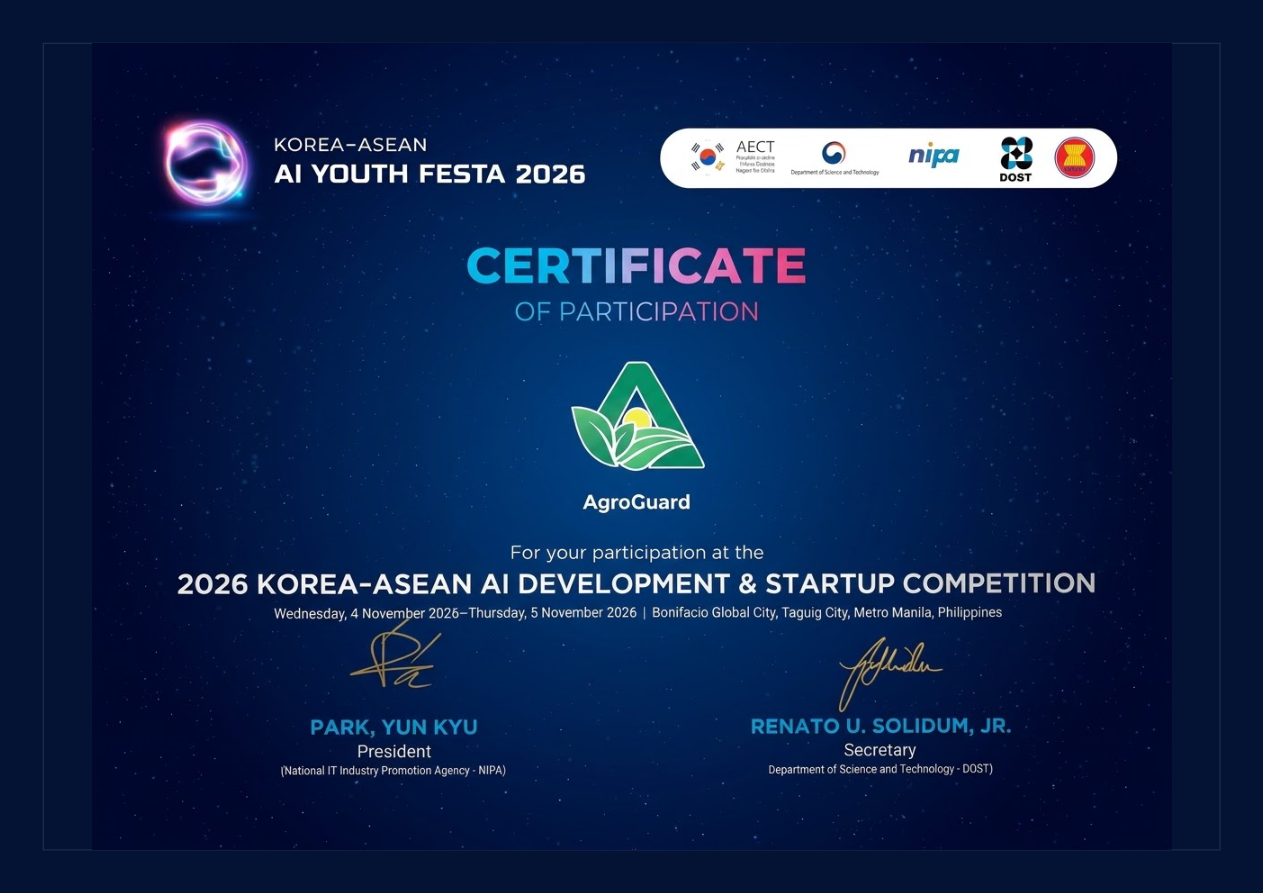 KOREA–ASEAN
AI YOUTH FESTA 2026
AECT
Department of Science and Technology
nipa
DOST
CERTIFICATE
OF PARTICIPATION
AgroGuard
For your participation at the
2026 KOREA–ASEAN AI DEVELOPMENT & STARTUP COMPETITION
Wednesday, 4 November 2026–Thursday, 5 November 2026 | Bonifacio Global City, Taguig City, Metro Manila, Philippines
PARK, YUN KYU
President
(National IT Industry Promotion Agency - NIPA)
RENATO U. SOLIDUM, JR.
Secretary
Department of Science and Technology - DOST)